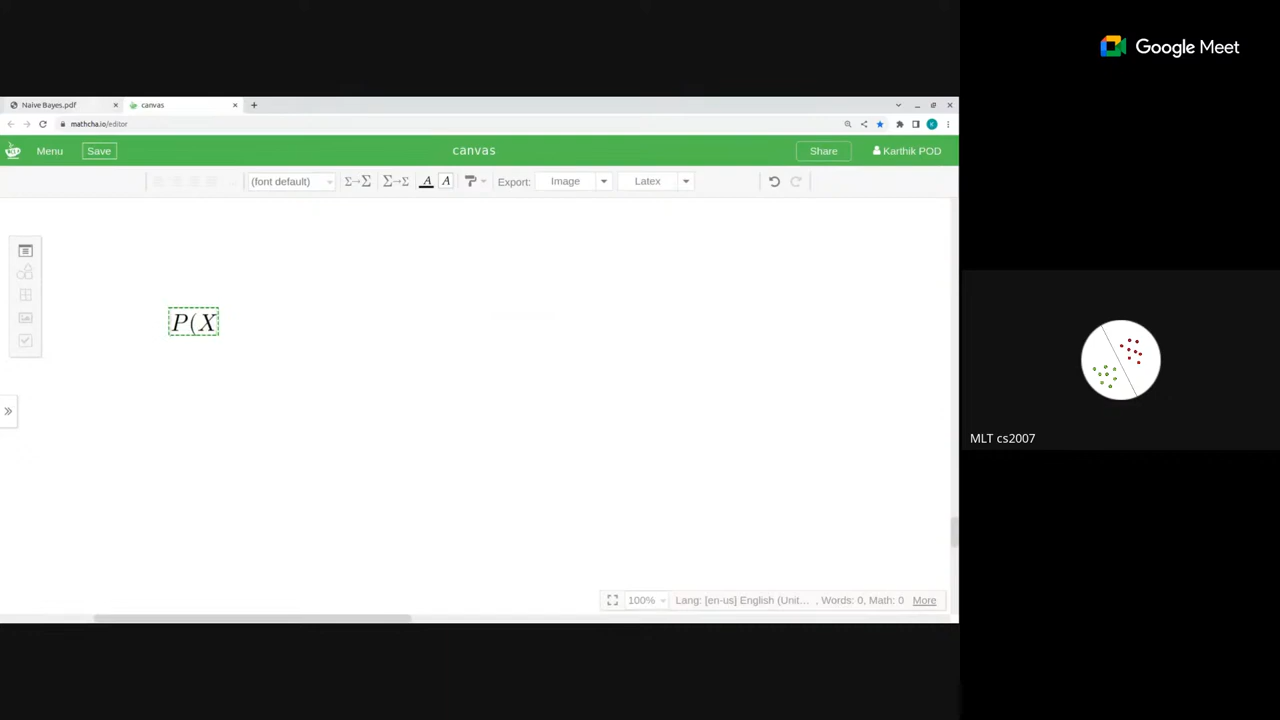 Google Meet
Naive Bayes.pdf
canvas
mathcha.io/editor
Menu
Save
canvas
Share
Karthik POD
(font default)
Σ→Σ
Σ→Σ
A
A
Export:
Image
Latex
P(X
MLT cs2007
100%
Lang: [en-us] English (Unit... , Words: 0, Math: 0
More